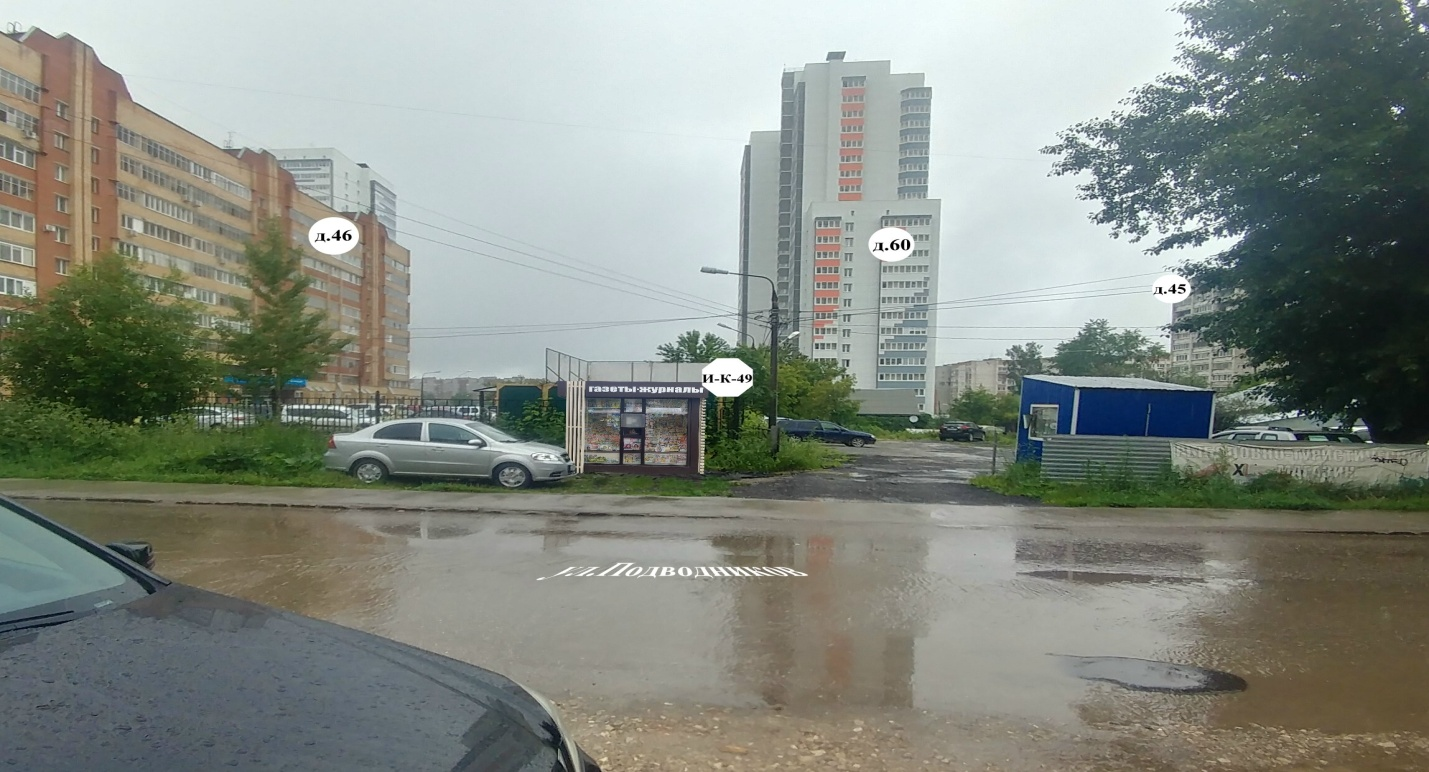 д.46
д.60
д.45
И-К-49
газеты·журналы
ул.Подводников